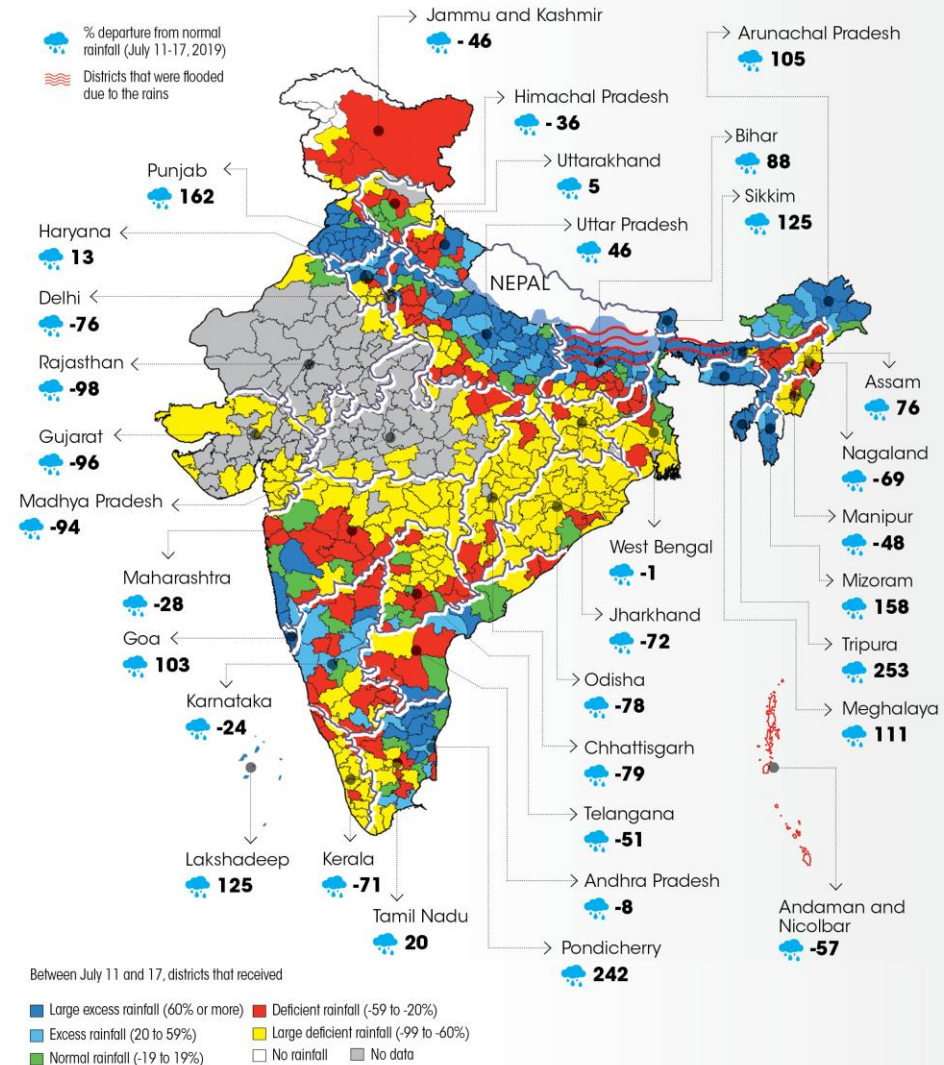 % departure from normal
rainfall (July 11-17, 2019)
Districts that were flooded
due to the rains
Jammu and Kashmir
- 46
Arunachal Pradesh
105
Himachal Pradesh
- 36
Bihar
88
Uttarakhand
5
Sikkim
125
Punjab
162
Uttar Pradesh
46
Haryana
13
NEPAL
Delhi
-76
Rajasthan
-98
Assam
76
Gujarat
-96
Nagaland
-69
Madhya Pradesh
-94
Manipur
-48
West Bengal
-1
Maharashtra
-28
Mizoram
158
Jharkhand
-72
Goa
103
Tripura
253
Odisha
-78
Karnataka
-24
Meghalaya
111
Chhattisgarh
-79
Telangana
-51
Lakshadeep
125
Kerala
-71
Andhra Pradesh
-8
Tamil Nadu
20
Andaman and
Nicolbar
-57
Pondicherry
242
Between July 11 and 17, districts that received
Large excess rainfall (60% or more)
Deficient rainfall (-59 to -20%)
Excess rainfall (20 to 59%)
Large deficient rainfall (-99 to -60%)
Normal rainfall (-19 to 19%)
No rainfall
No data